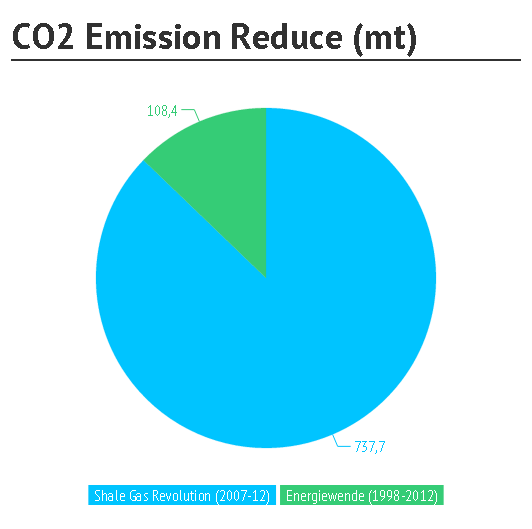 CO2 Emission Reduce (mt)
108,4
737,7
Shale Gas Revolution (2007-12) Energiewende (1998-2012)